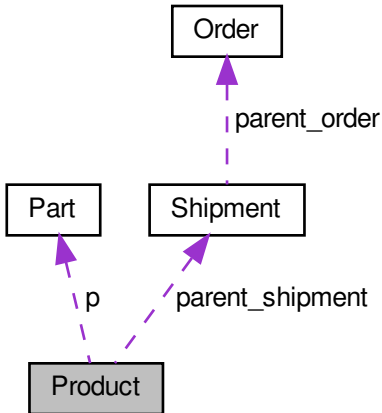 Order
parent_order
Part
Shipment
p
parent_shipment
Product